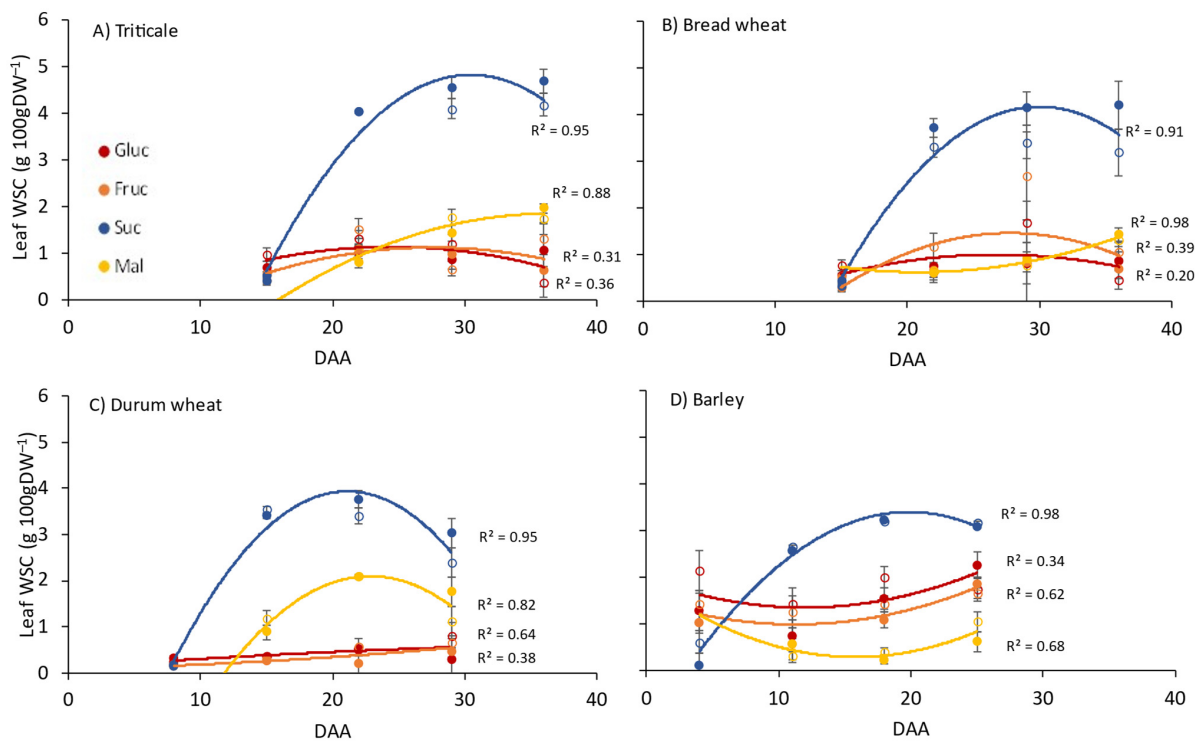 A) Triticale
6
5
4
3
2
1
0
Leaf WSC (g 100gDW⁻¹)
Gluc
Fruc
Suc
Mal
R² = 0.95
R² = 0.88
R² = 0.31
R² = 0.36
0 10 20 30 40
DAA
B) Bread wheat
R² = 0.91
R² = 0.98
R² = 0.39
R² = 0.20
0 10 20 30 40
DAA
C) Durum wheat
6
5
4
3
2
1
0
Leaf WSC (g 100gDW⁻¹)
R² = 0.95
R² = 0.82
R² = 0.64
R² = 0.38
0 10 20 30 40
DAA
D) Barley
R² = 0.98
R² = 0.34
R² = 0.62
R² = 0.68
0 10 20 30 40
DAA